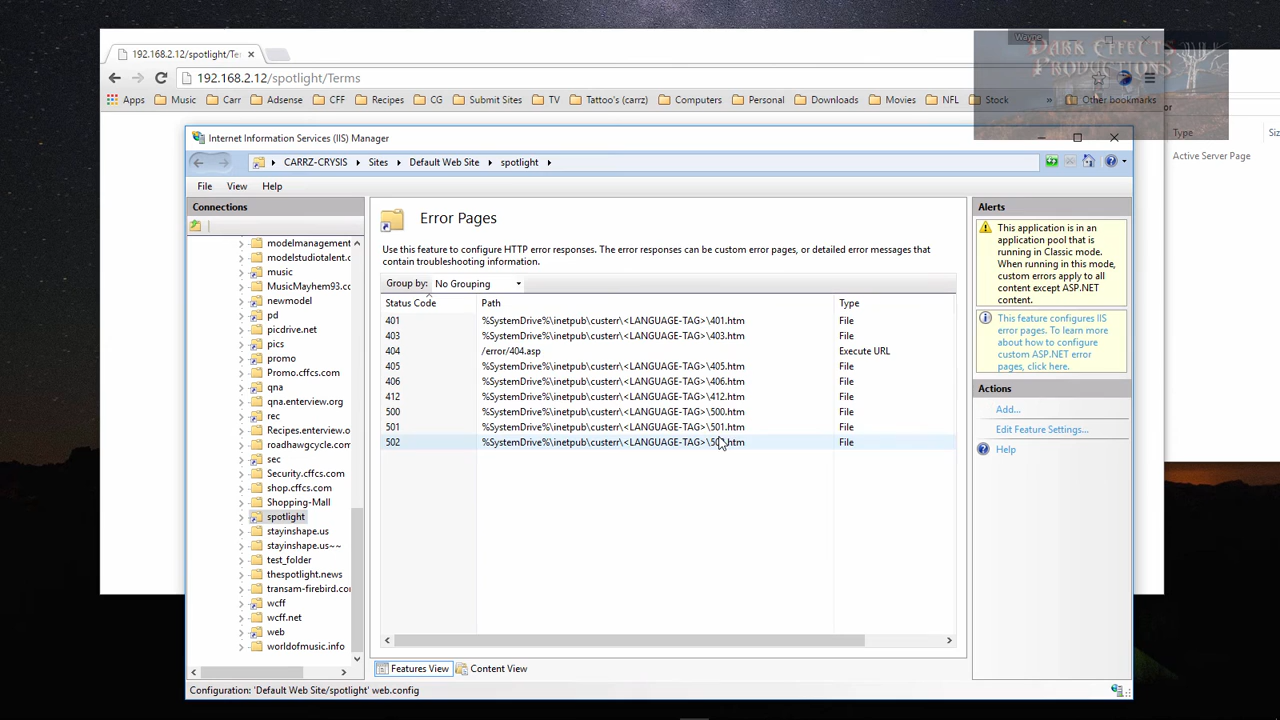 Wayne
DARK EFFECTS
PRODUCTIONS
192.168.2.12/spotlight/Te
192.168.2.12/spotlight/Terms
Apps Music Carr Adsense CFF Recipes CG Submit Sites TV Tattoo's (carrz) Computers Personal Downloads Movies NFL Stock » Other bookmarks
Type
Active Server Page
Internet Information Services (IIS) Manager
CARRZ-CRYSIS Sites Default Web Site spotlight
File View Help
Connections
modelmanagement
modelstudiotalent.c
music
MusicMayhem93.cc
newmodel
pd
picdrive.net
pics
promo
Promo.cffcs.com
qna
qna.enterview.org
rec
Recipes.enterview.o
roadhawgcycle.com
sec
Security.cffcs.com
shop.cffcs.com
Shopping-Mall
spotlight
stayinshape.us
stayinshape.us~~
test_folder
thespotlight.news
transam-firebird.cor
wcff
wcff.net
web
worldofmusic.info
Error Pages
Use this feature to configure HTTP error responses. The error responses can be custom error pages, or detailed error messages that
contain troubleshooting information.
Group by: No Grouping
Status Code Path Type
401 %SystemDrive%\inetpub\custerr\<LANGUAGE-TAG>\401.htm File
403 %SystemDrive%\inetpub\custerr\<LANGUAGE-TAG>\403.htm File
404 /error/404.asp Execute URL
405 %SystemDrive%\inetpub\custerr\<LANGUAGE-TAG>\405.htm File
406 %SystemDrive%\inetpub\custerr\<LANGUAGE-TAG>\406.htm File
412 %SystemDrive%\inetpub\custerr\<LANGUAGE-TAG>\412.htm File
500 %SystemDrive%\inetpub\custerr\<LANGUAGE-TAG>\500.htm File
501 %SystemDrive%\inetpub\custerr\<LANGUAGE-TAG>\501.htm File
502 %SystemDrive%\inetpub\custerr\<LANGUAGE-TAG>\502.htm File
Features View Content View
Alerts
This application is in an
application pool that is
running in Classic mode.
When running in this mode,
custom errors apply to all
content except ASP.NET
content.
This feature configures IIS
error pages. To learn more
about how to configure
custom ASP.NET error
pages, click here.
Actions
Add...
Edit Feature Settings...
Help
Configuration: 'Default Web Site/spotlight' web.config